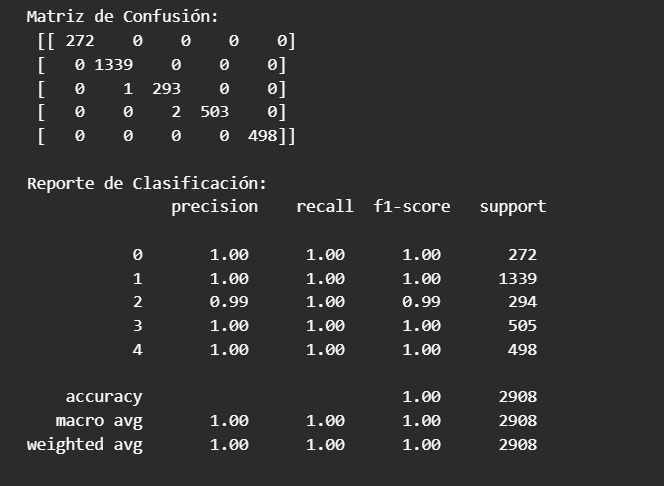 Matriz de Confusión:
[[ 272 0 0 0 0]
[ 0 1339 0 0 0]
[ 0 1 293 0 0]
[ 0 0 2 503 0]
[ 0 0 0 0 498]]
Reporte de Clasificación:
precision recall f1-score support
0 1.00 1.00 1.00 272
1 1.00 1.00 1.00 1339
2 0.99 1.00 0.99 294
3 1.00 1.00 1.00 505
4 1.00 1.00 1.00 498
accuracy 1.00 2908
macro avg 1.00 1.00 1.00 2908
weighted avg 1.00 1.00 1.00 2908